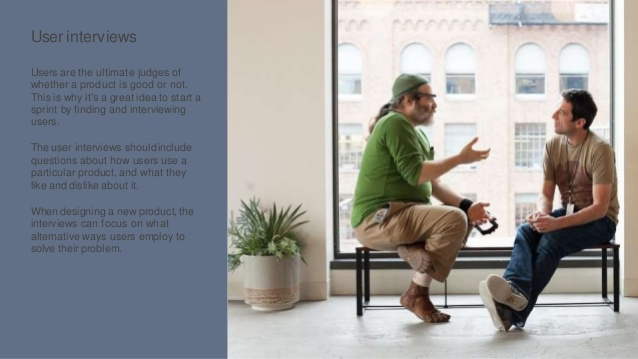 User interviews
Users are the ultimate judges of
whether a product is good or not.
This is why it's a great idea to start a
sprint by finding and interviewing
users.
The user interviews should include
questions about how users use a
particular product, and what they
like and dislike about it.
When designing a new product, the
interviews can focus on what
alternative ways users employ to
solve their problem.